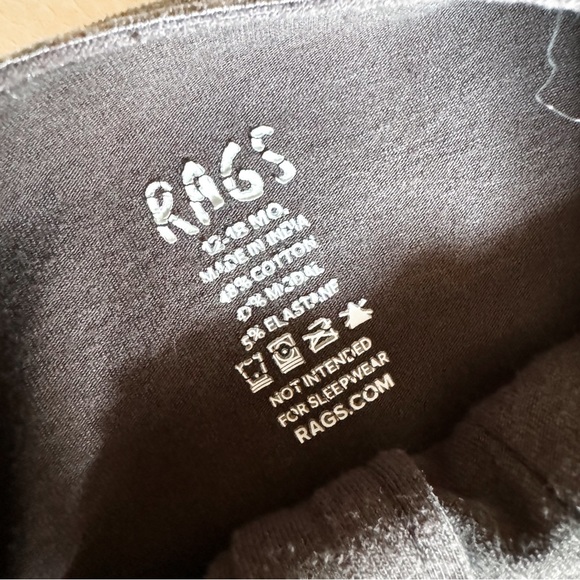 RAGS
12-18 MO.
MADE IN INDIA
48% COTTON
MODAL
5% ELASTANE
NOT INTENDED
FOR SLEEPWEAR
RAGS.COM